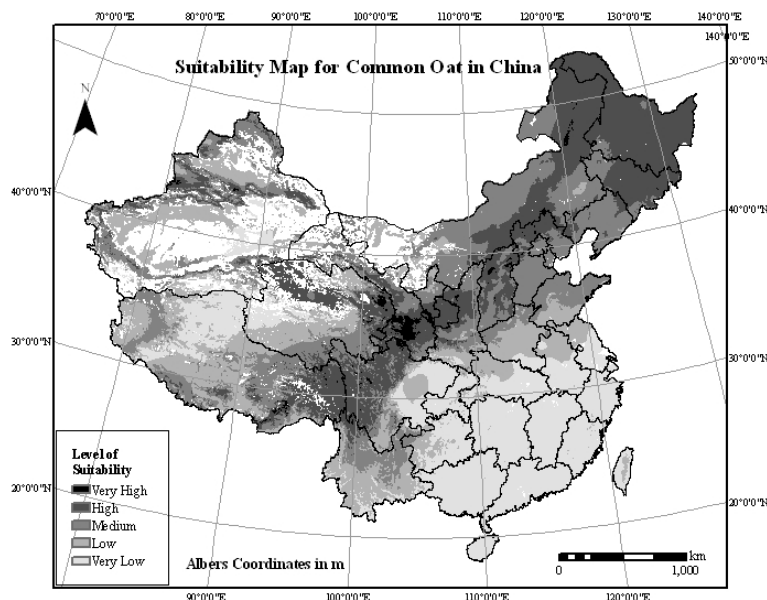 70°0'0"E 80°0'0"E 90°0'0"E 100°0'0"E 110°0'0"E 120°0'0"E 130°0'0"E 140°0'0"E
140°0'0"E
Suitability Map for Common Oat in China
N
50°0'0"N
50°0'0"N
40°0'0"N
40°0'0"N
30°0'0"N
30°0'0"N
20°0'0"N
20°0'0"N
Level of
Suitability
Very High
High
Medium
Low
Very Low
Albers Coordinates in m
km
0 1,000
90°0'0"E 100°0'0"E 110°0'0"E 120°0'0"E